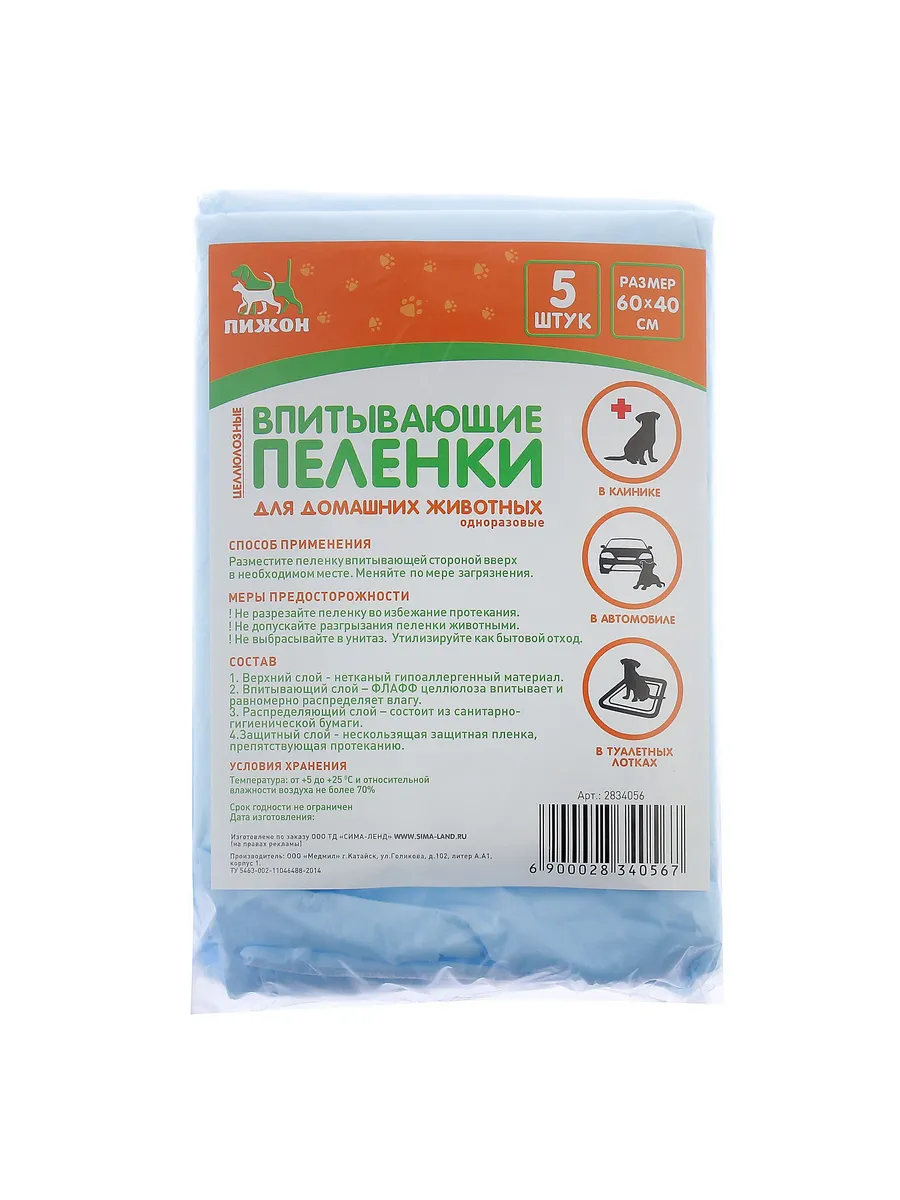 ПИЖОН
5
ШТУК
РАЗМЕР
60×40
СМ
ЦЕЛЛЮЛОЗНЫЕ
ВПИТЫВАЮЩИЕ
ПЕЛЕНКИ
ДЛЯ ДОМАШНИХ ЖИВОТНЫХ
одноразовые
СПОСОБ ПРИМЕНЕНИЯ
Разместите пеленку впитывающей стороной вверх
в необходимом месте. Меняйте по мере загрязнения.
МЕРЫ ПРЕДОСТОРОЖНОСТИ
! Не разрезайте пеленку во избежание протекания.
! Не допускайте разгрызания пеленки животными.
! Не выбрасывайте в унитаз. Утилизируйте как бытовой отход.
СОСТАВ
1. Верхний слой - нетканый гипоаллергенный материал.
2. Впитывающий слой – ФЛАФФ целлюлоза впитывает и
равномерно распределяет влагу.
3. Распределяющий слой – состоит из санитарно-
гигиенической бумаги.
4.Защитный слой - нескользящая защитная пленка,
препятствующая протеканию.
УСЛОВИЯ ХРАНЕНИЯ
Температура: от +5 до +25 °С и относительной
влажности воздуха не более 70%
Срок годности не ограничен
Дата изготовления:
Изготовлено по заказу ООО ТД «СИМА-ЛЕНД» WWW.SIMA-LAND.RU
(на правах рекламы)
Производитель: ООО «Медмил» г.Катайск, ул.Голикова, д.102, литер А.А1,
корпус 1.
ТУ 5463-002-11046488-2014
В КЛИНИКЕ
В АВТОМОБИЛЕ
В ТУАЛЕТНЫХ
ЛОТКАХ
Арт.: 2834056
6 900028 340567